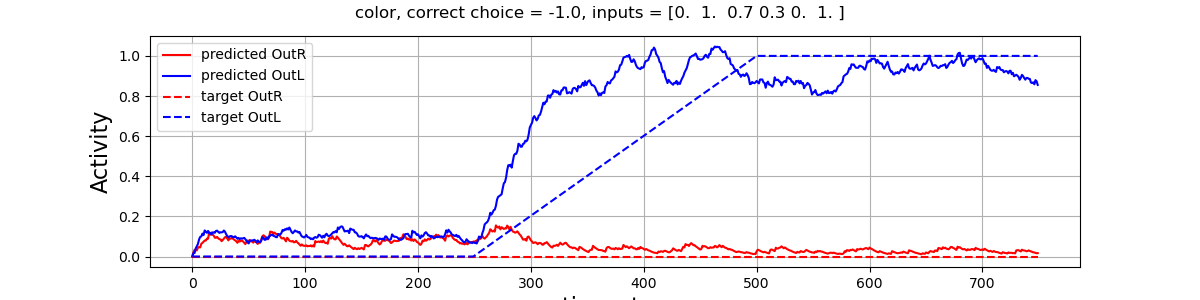 color, correct choice = -1.0, inputs = [0.  1.  0.7 0.3 0.  1. ]
predicted OutR
predicted OutL
target OutR
target OutL
Activity
1.0
0.8
0.6
0.4
0.2
0.0
0 100 200 300 400 500 600 700